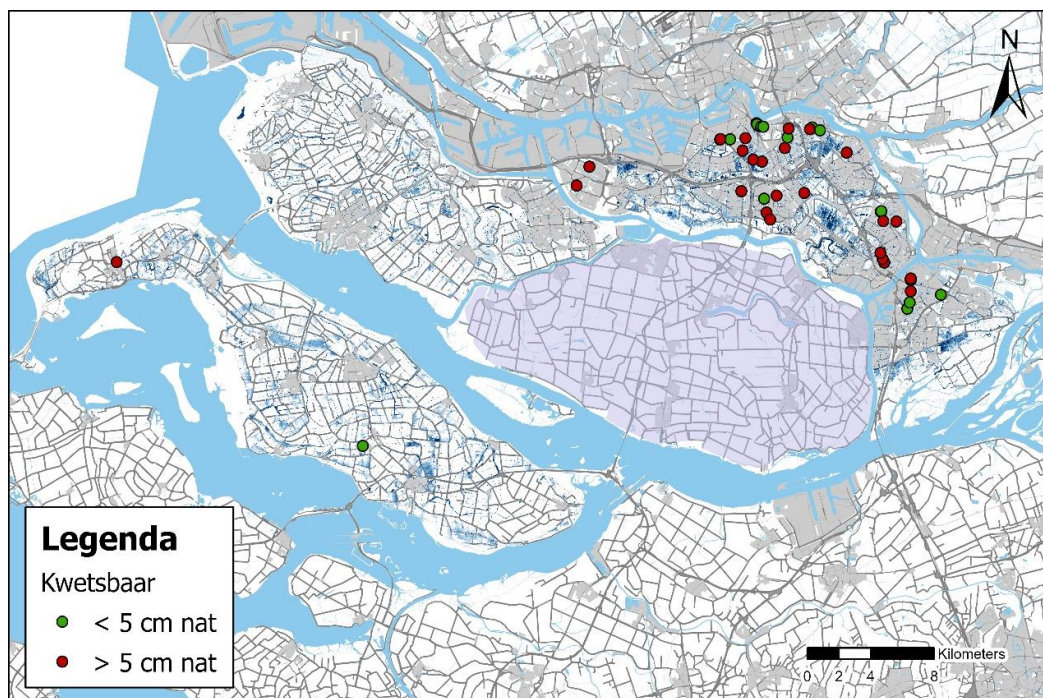 N
Legenda
Kwetsbaar
< 5 cm nat
> 5 cm nat
Kilometers
0 2 4 8